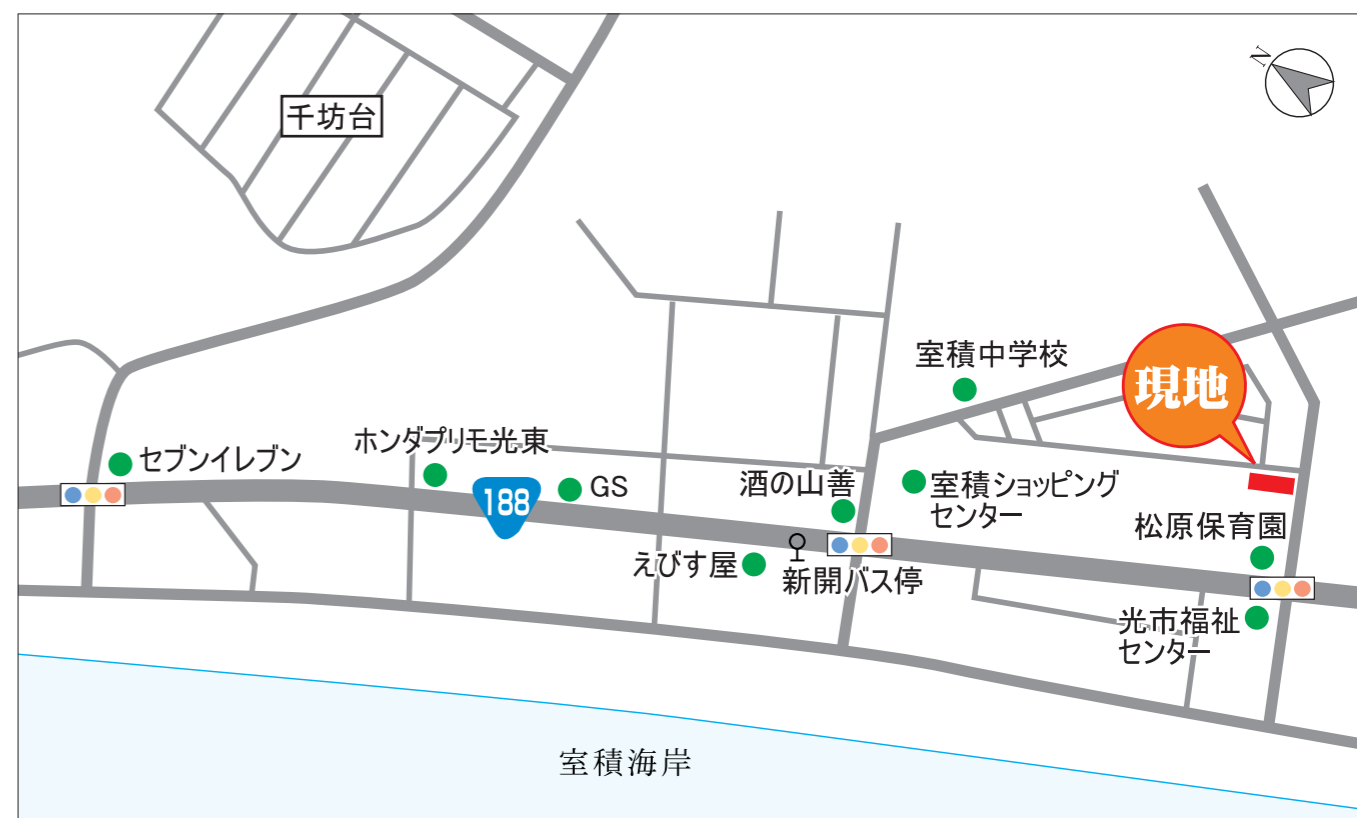 N
千坊台
室積中学校
現地
セブンイレブン
ホンダプリモ光東
188
GS
酒の山善
室積ショッピング
センター
松原保育園
えびす屋
新開バス停
光市福祉
センター
室積海岸